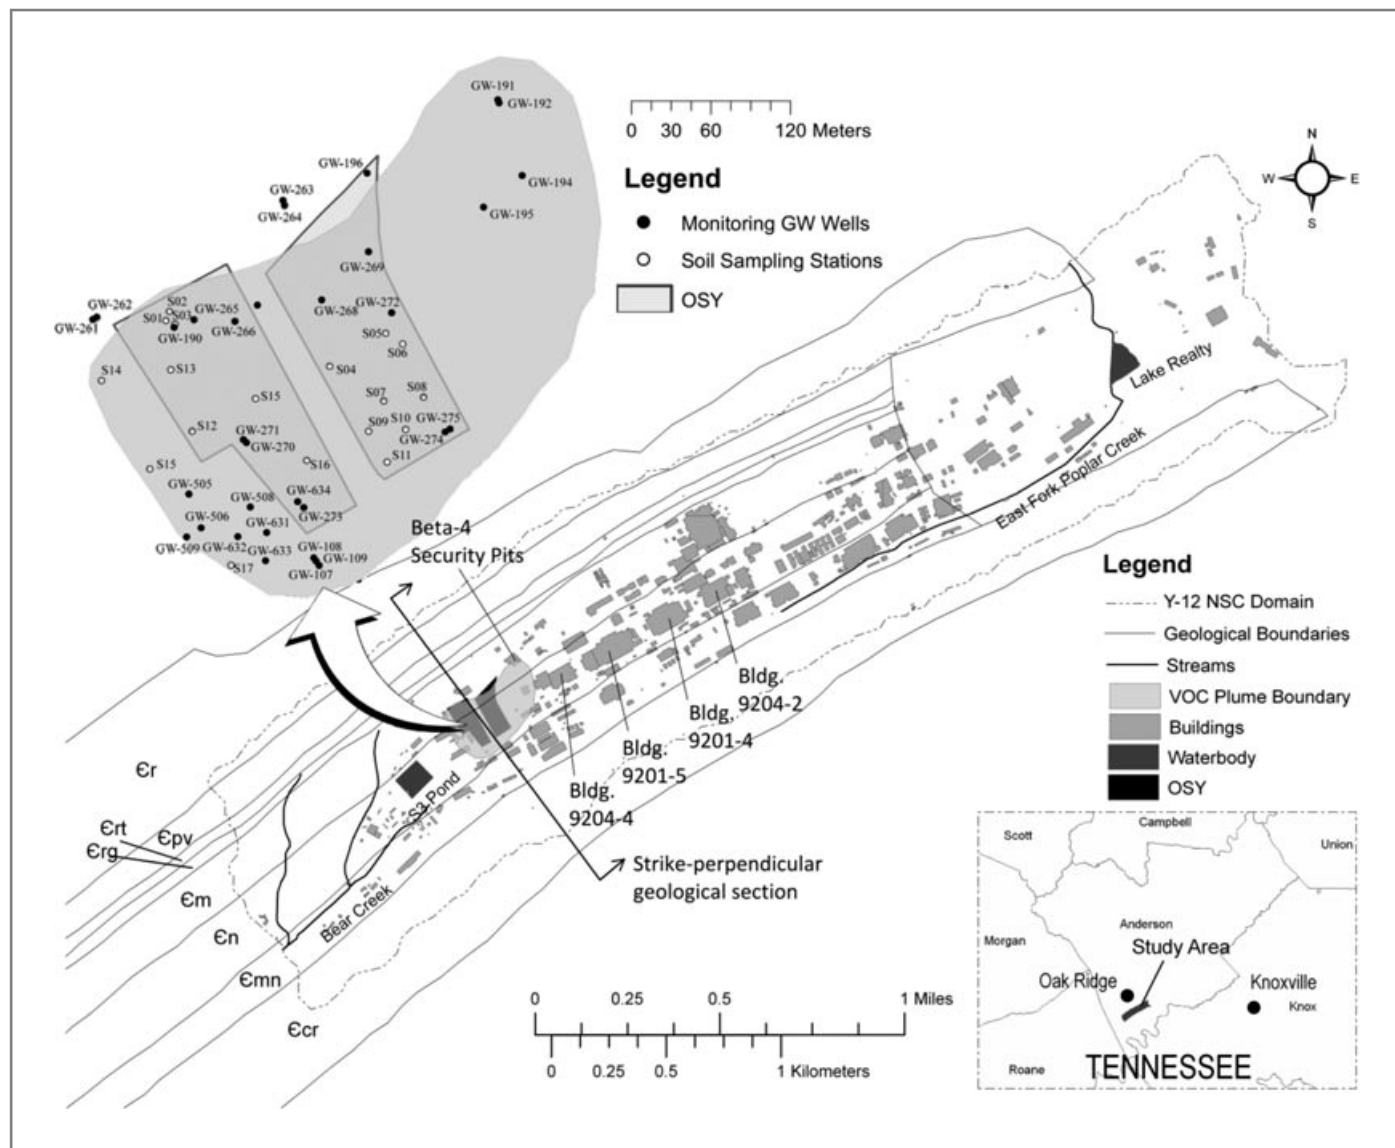 GW-191
GW-192
GW-196
GW-194
GW-263
GW-195
GW-264
GW-269
GW-262
S02
GW-265
GW-272
S01
S03
GW-268
GW-261
GW-190
GW-266
S05
S06
S14
S13
S04
S15
S07
S08
S12
GW-271
S09
S10
GW-275
GW-270
GW-274
S15
S16
S11
GW-505
GW-508
GW-634
GW-506
GW-631
GW-273
GW-509
GW-632
GW-633
GW-108
GW-109
S17
GW-107
0 30 60 120 Meters
Legend
Monitoring GW Wells
Soil Sampling Stations
OSY
N
W E
S
Lake Realty
East Fork Poplar Creek
Beta-4
Security Pits
Bldg.
9204-2
Bldg.
9201-4
Bldg.
9201-5
Bldg.
9204-4
S3-Pond
Bear Creek
Strike-perpendicular
geological section
Єr
Єrt
Єpv
Єrg
Єm
Єn
Єmn
Єcr
Legend
Y-12 NSC Domain
Geological Boundaries
Streams
VOC Plume Boundary
Buildings
Waterbody
OSY
0 0.25 0.5 1 Miles
0 0.25 0.5 1 Kilometers
Scott
Campbell
Union
Anderson
Morgan
Study Area
Oak Ridge
Knoxville
Knox
Roane
TENNESSEE